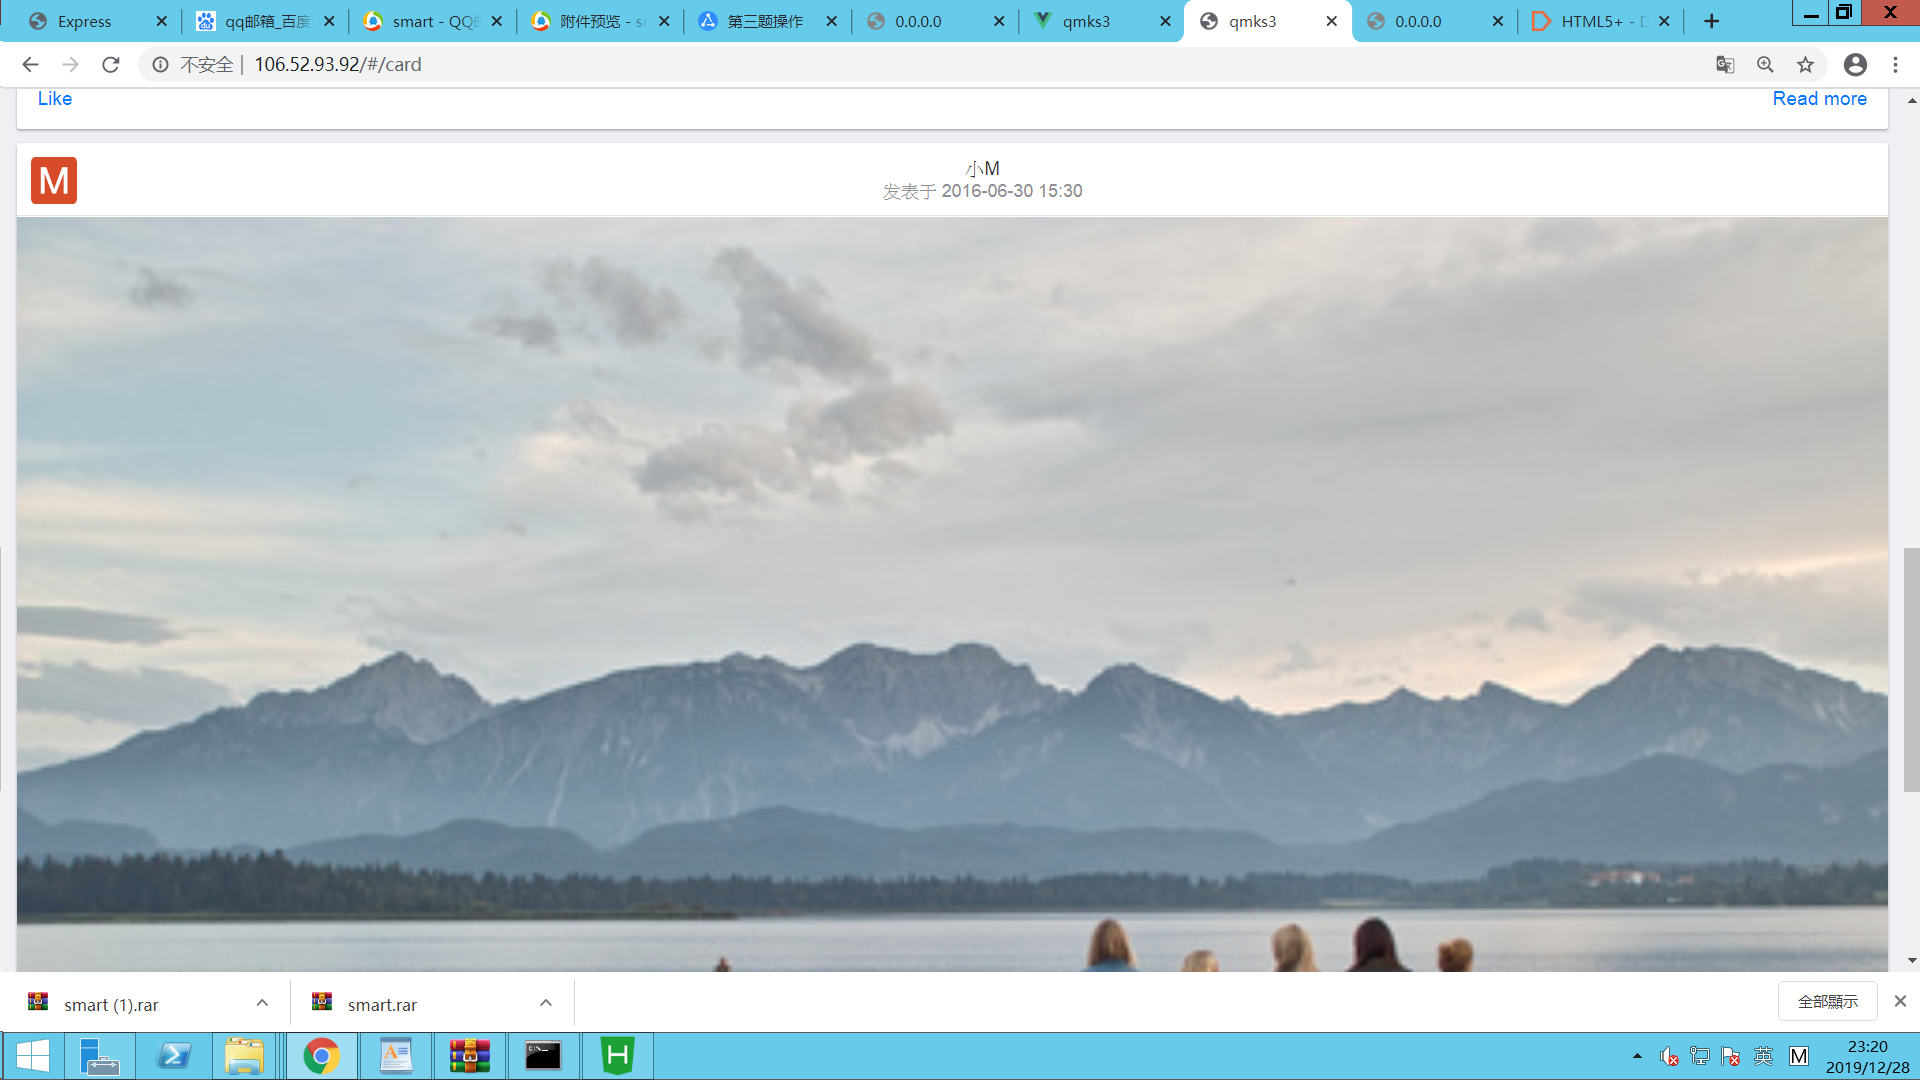 Express
qq邮箱_百度
smart - QQ
附件预览 - s
第三题操作
0.0.0.0
qmks3
qmks3
0.0.0.0
HTML5+ - D
不安全
106.52.93.92/#/card
Like
Read more
M
小M
发表于 2016-06-30 15:30
smart (1).rar
smart.rar
全部顯示
H
英
M
23:20
2019/12/28